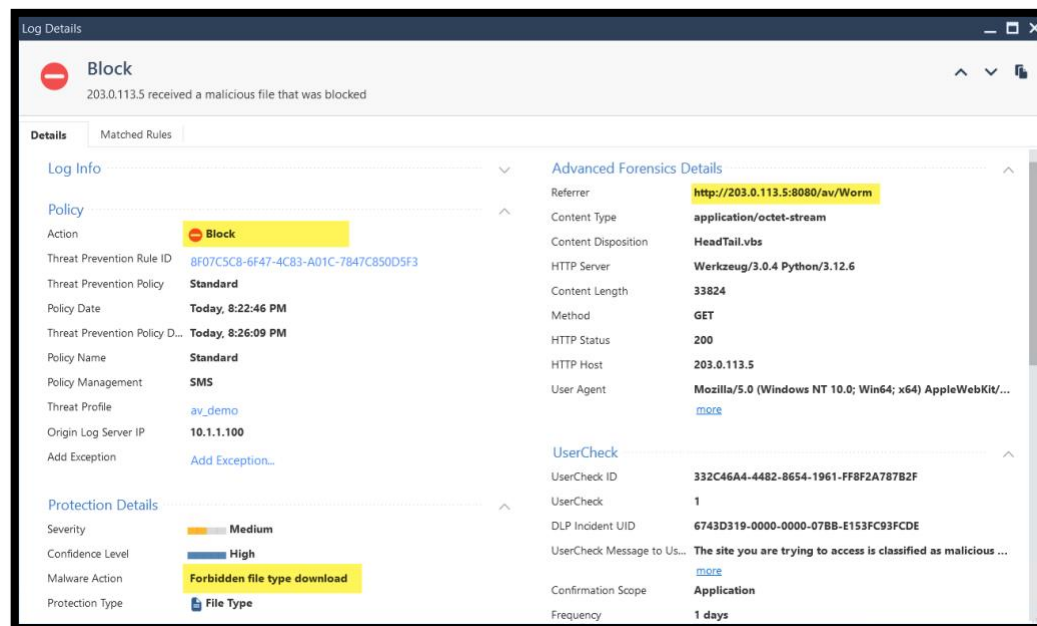 Log Details
Block
203.0.113.5 received a malicious file that was blocked
Details Matched Rules
Log Info
Policy
Action Block
Threat Prevention Rule ID 8F07C5C8-6F47-4C83-A01C-7847C850D5F3
Threat Prevention Policy Standard
Policy Date Today, 8:22:46 PM
Threat Prevention Policy D... Today, 8:26:09 PM
Policy Name Standard
Policy Management SMS
Threat Profile av_demo
Origin Log Server IP 10.1.1.100
Add Exception Add Exception...
Protection Details
Severity Medium
Confidence Level High
Malware Action Forbidden file type download
Protection Type File Type
Advanced Forensics Details
Referrer http://203.0.113.5:8080/av/Worm
Content Type application/octet-stream
Content Disposition HeadTail.vbs
HTTP Server Werkzeug/3.0.4 Python/3.12.6
Content Length 33824
Method GET
HTTP Status 200
HTTP Host 203.0.113.5
User Agent Mozilla/5.0 (Windows NT 10.0; Win64; x64) AppleWebKit/...
more
UserCheck
UserCheck ID 332C46A4-4482-8654-1961-FF8F2A787B2F
UserCheck 1
DLP Incident UID 6743D319-0000-0000-07BB-E153FC93FCDE
UserCheck Message to Us... The site you are trying to access is classified as malicious ...
more
Confirmation Scope Application
Frequency 1 days